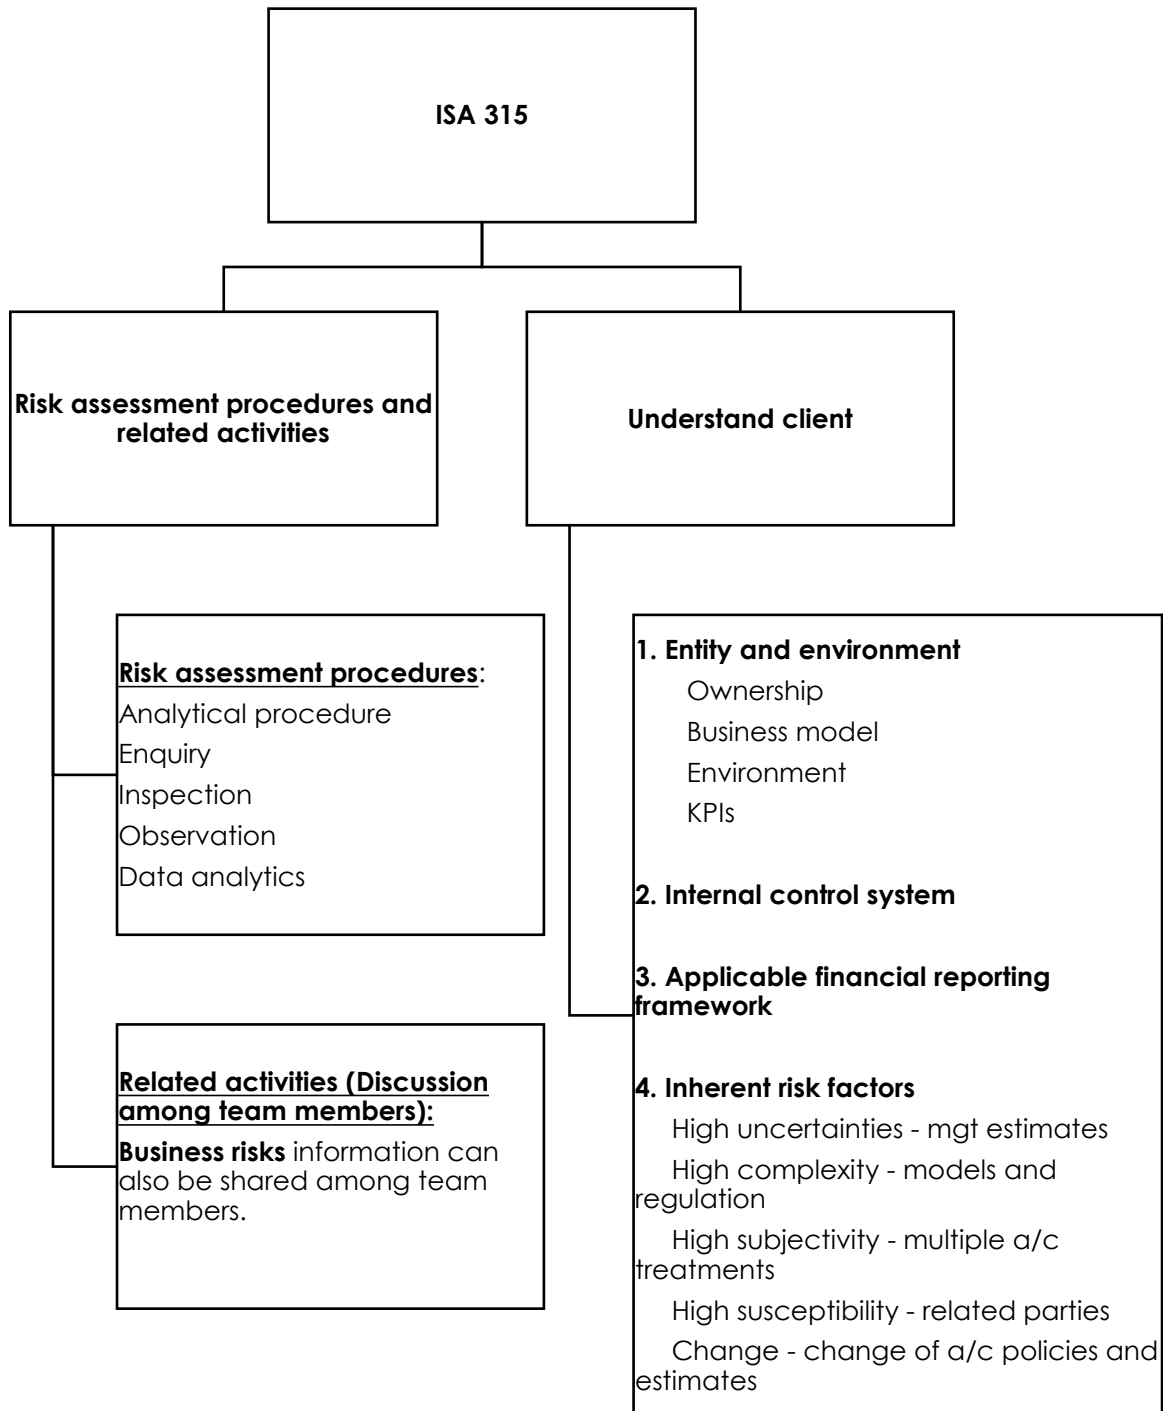 ISA 315
Risk assessment procedures and
related activities
Understand client
Risk assessment procedures:
Analytical procedure
Enquiry
Inspection
Observation
Data analytics
Related activities (Discussion
among team members):
Business risks information can
also be shared among team
members.
1. Entity and environment
Ownership
Business model
Environment
KPIs
2. Internal control system
3. Applicable financial reporting
framework
4. Inherent risk factors
High uncertainties - mgt estimates
High complexity - models and
regulation
High subjectivity - multiple a/c
treatments
High susceptibility - related parties
Change - change of a/c policies and
estimates